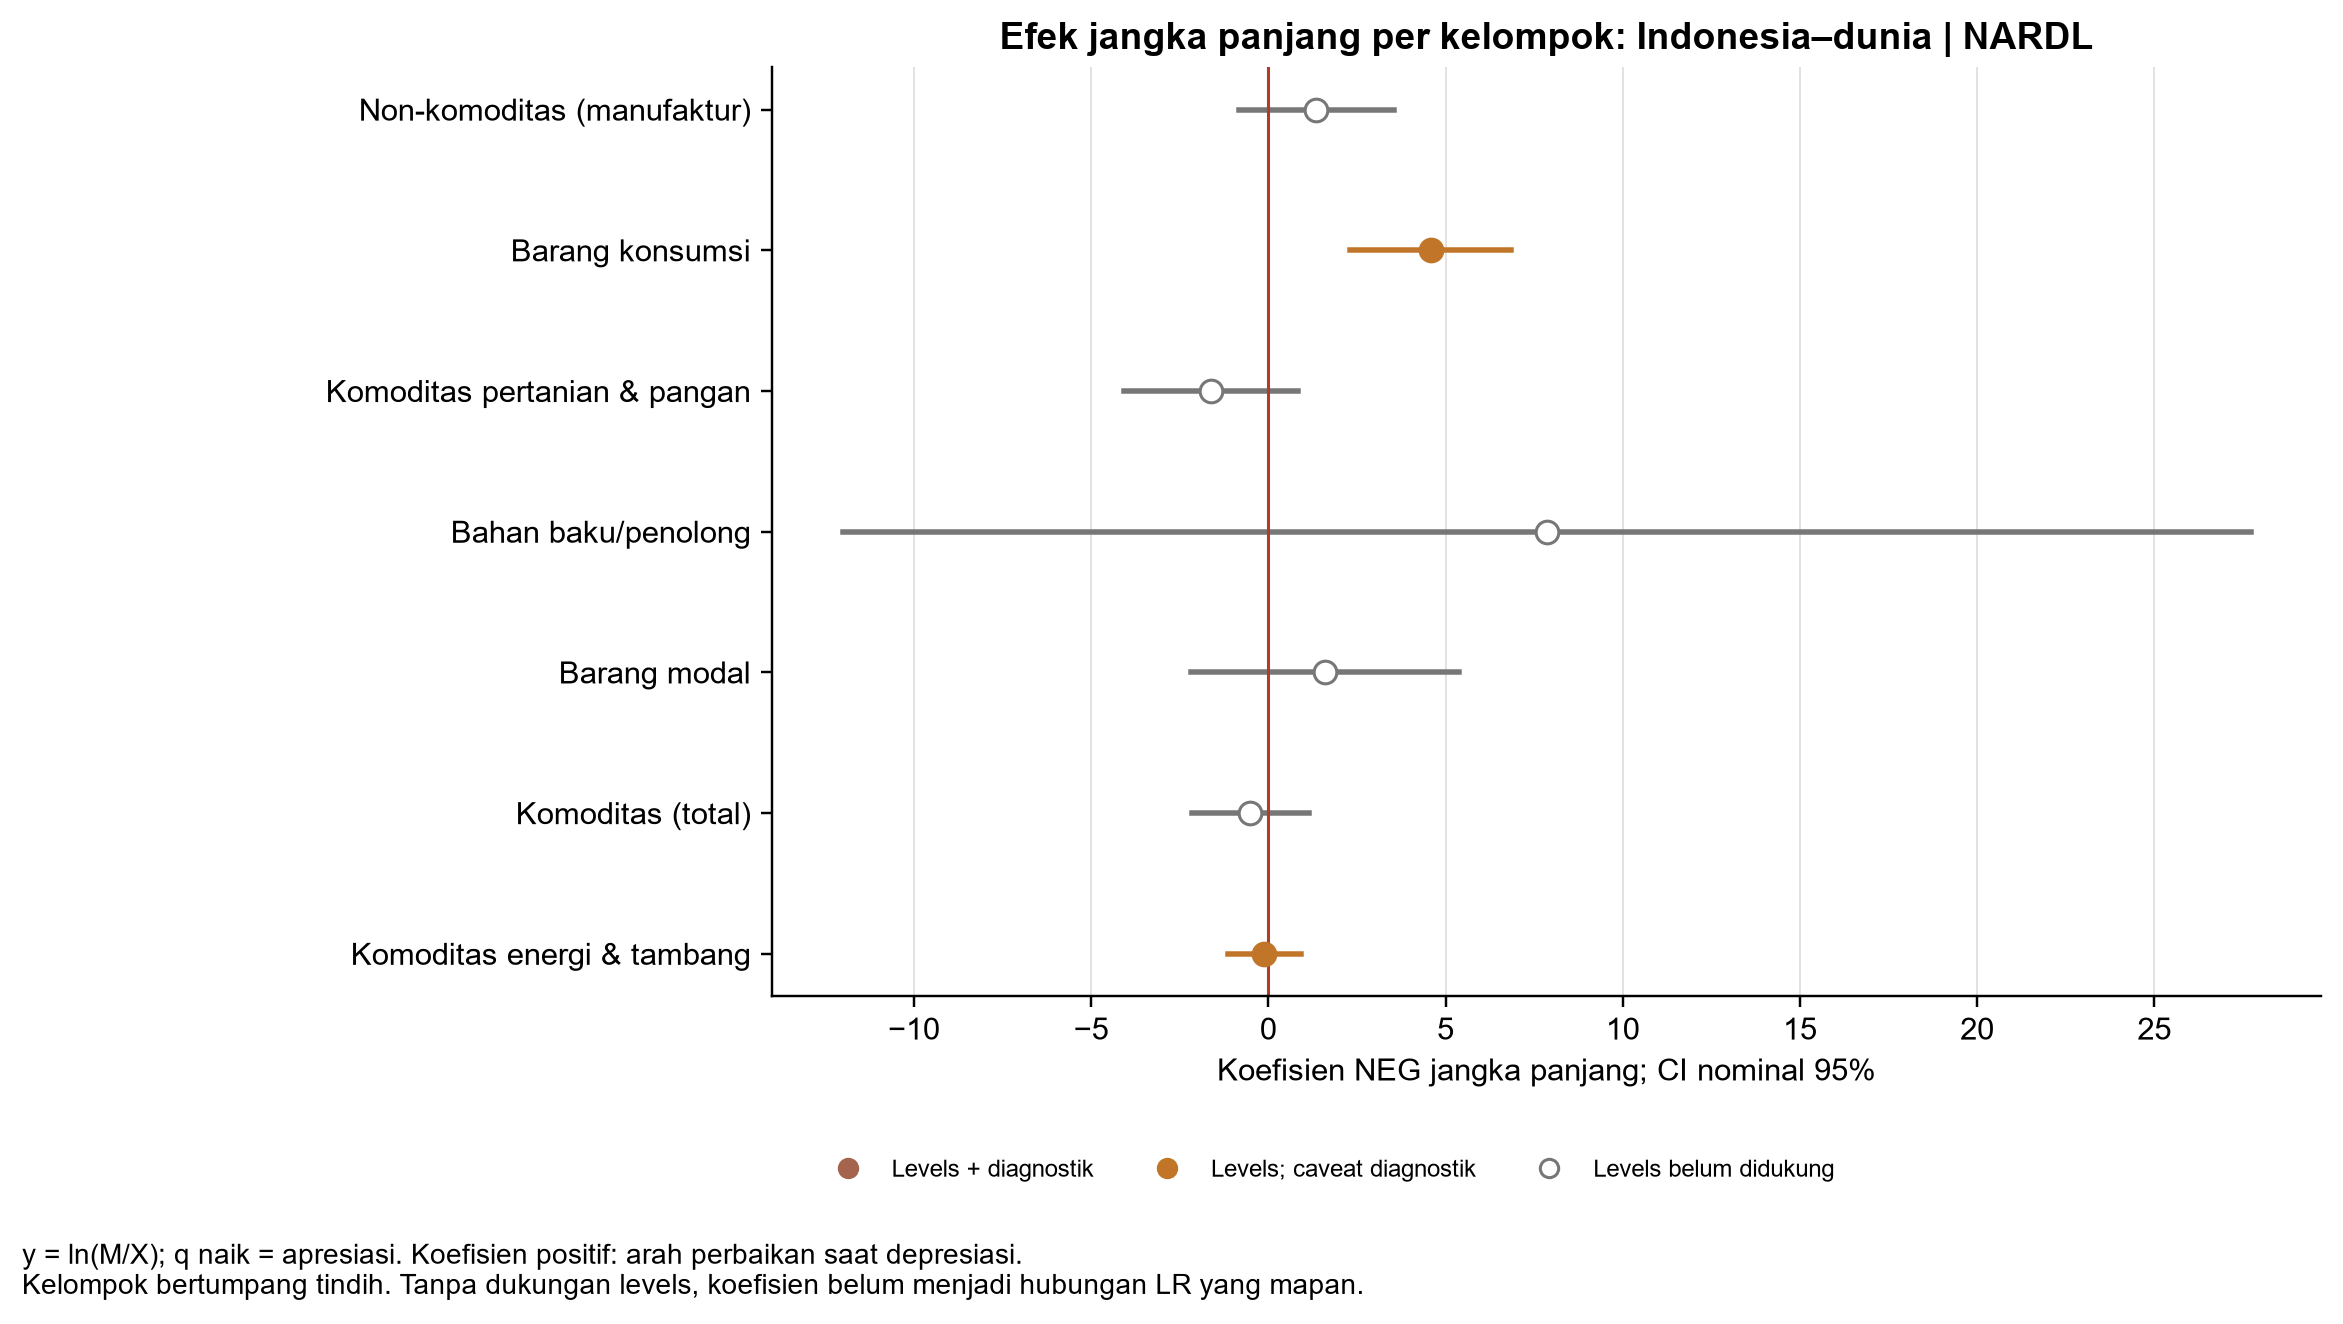 Efek jangka panjang per kelompok: Indonesia–dunia | NARDL
Non-komoditas (manufaktur)
Barang konsumsi
Komoditas pertanian & pangan
Bahan baku/penolong
Barang modal
Komoditas (total)
Komoditas energi & tambang
−10 −5 0 5 10 15 20 25
Koefisien NEG jangka panjang; CI nominal 95%
Levels + diagnostik Levels; caveat diagnostik Levels belum didukung
y = ln(M/X); q naik = apresiasi. Koefisien positif: arah perbaikan saat depresiasi.
Kelompok bertumpang tindih. Tanpa dukungan levels, koefisien belum menjadi hubungan LR yang mapan.